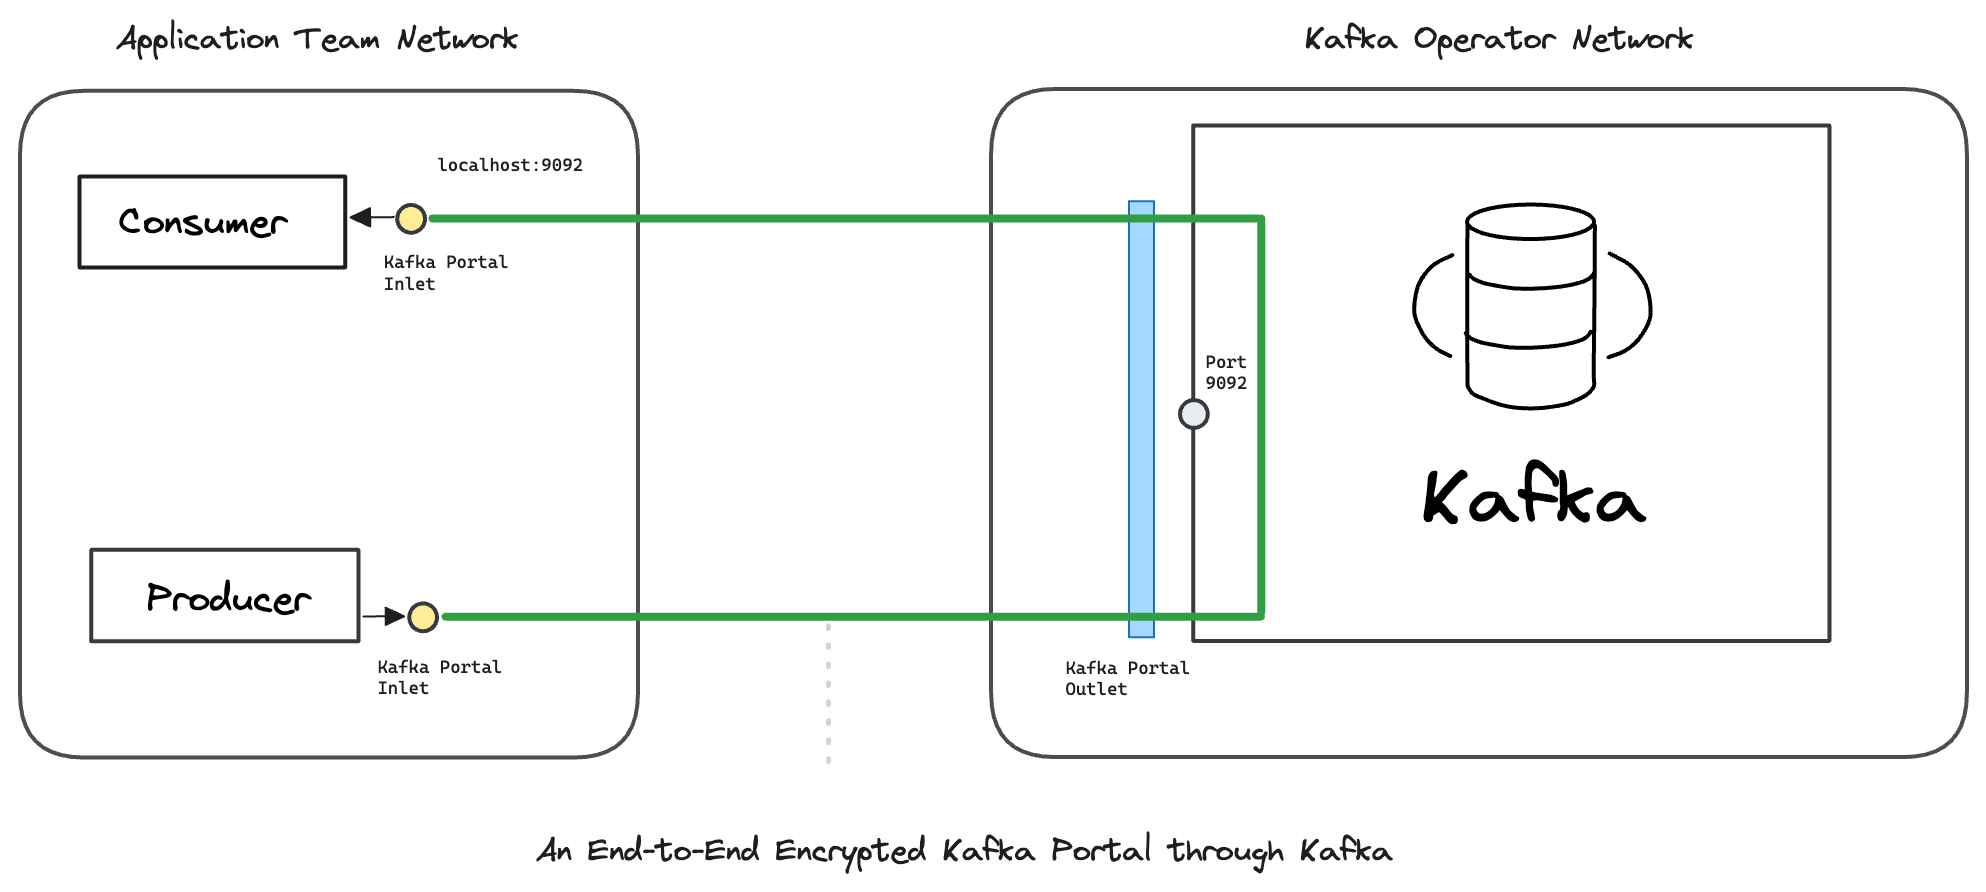 Application Team Network
Kafka Operator Network
localhost:9092
Consumer
Kafka Portal
Inlet
Port
9092
Kafka
Producer
Kafka Portal
Inlet
Kafka Portal
Outlet
An End-to-End Encrypted Kafka Portal through Kafka